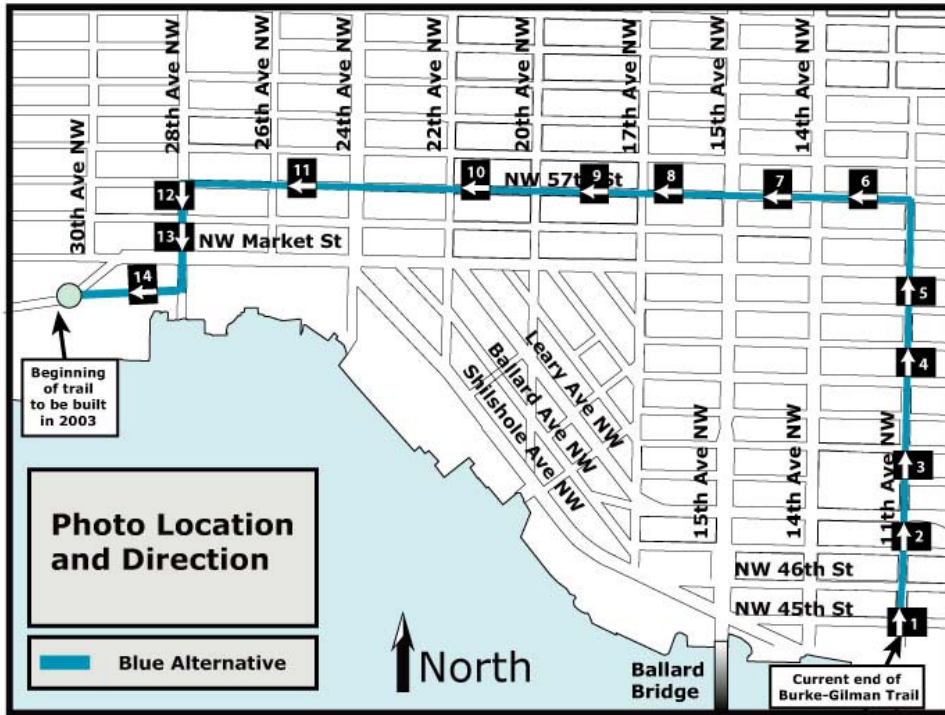 30th Ave NW
28th Ave NW
26th Ave NW
24th Ave NW
22th Ave NW
20th Ave NW
17th Ave NW
15th Ave NW
14th Ave NW
12
11
10
NW 57th St
9
8
7
6
13
NW Market St
14
5
4
3
2
1
Leary Ave NW
Ballard Ave NW
Shilshole Ave NW
15th Ave NW
14th Ave NW
11th Ave NW
Beginning
of trail
to be built
in 2003
NW 46th St
NW 45th St
Photo Location
and Direction
Blue Alternative
North
Ballard
Bridge
Current end of
Burke-Gilman Trail